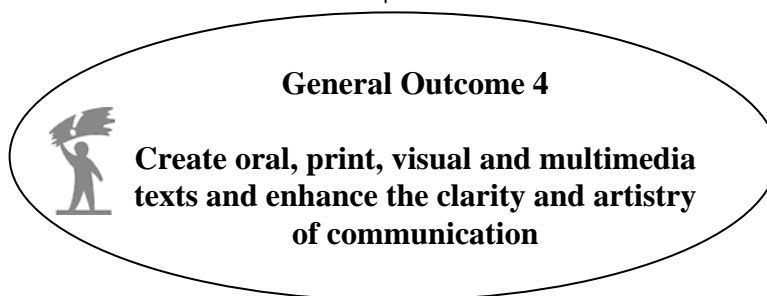 General Outcome 4
Create oral, print, visual and multimedia
texts and enhance the clarity and artistry
of communication